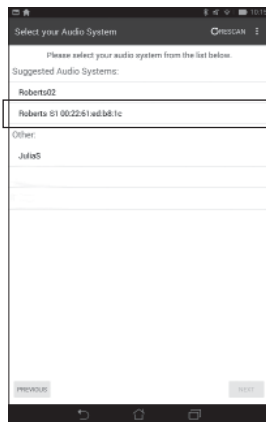 10:15
Select your Audio System RESCAN
Please select your audio system from the list below.
Suggested Audio Systems:
Roberts02
Roberts S1 00:22:61:ed:b8:1c
Other:
JuliaS
PREVIOUS NEXT